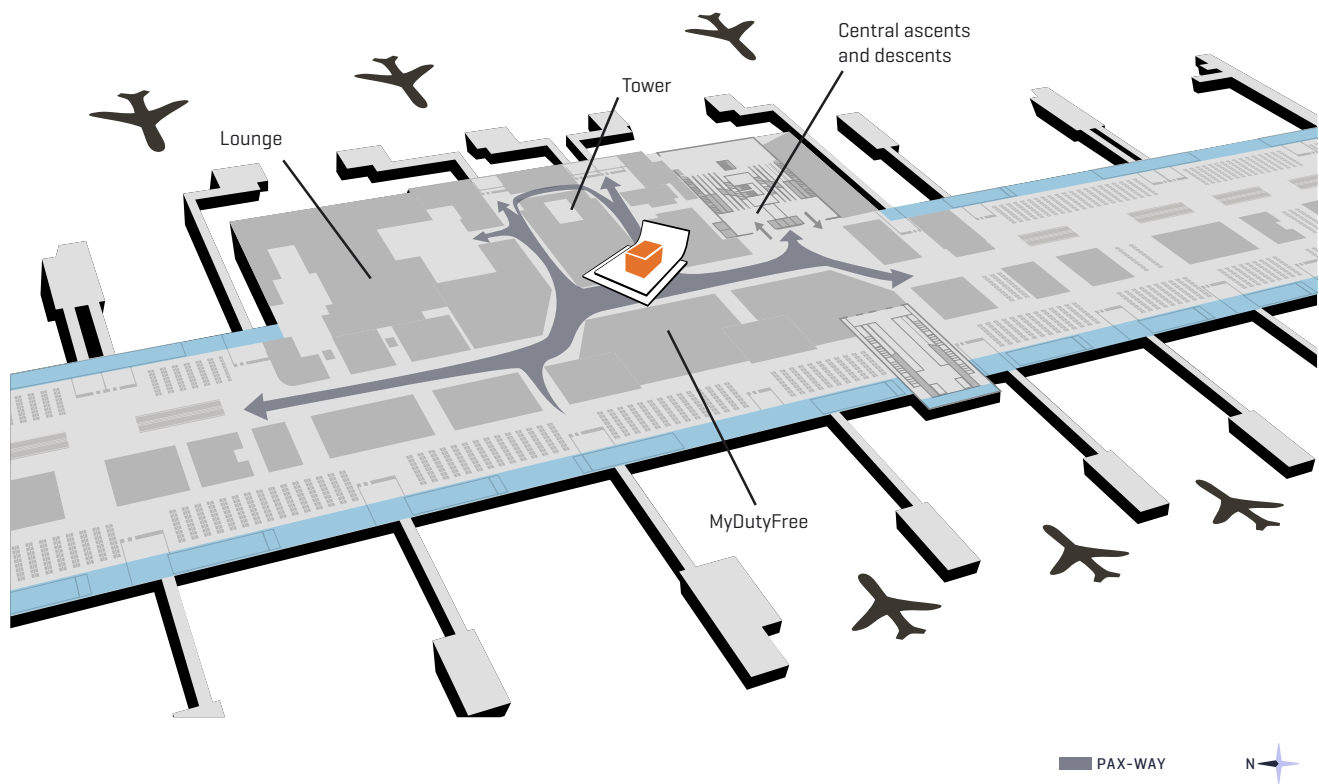 Central ascents
and descents
Tower
Lounge
MyDutyFree
PAX-WAY
N